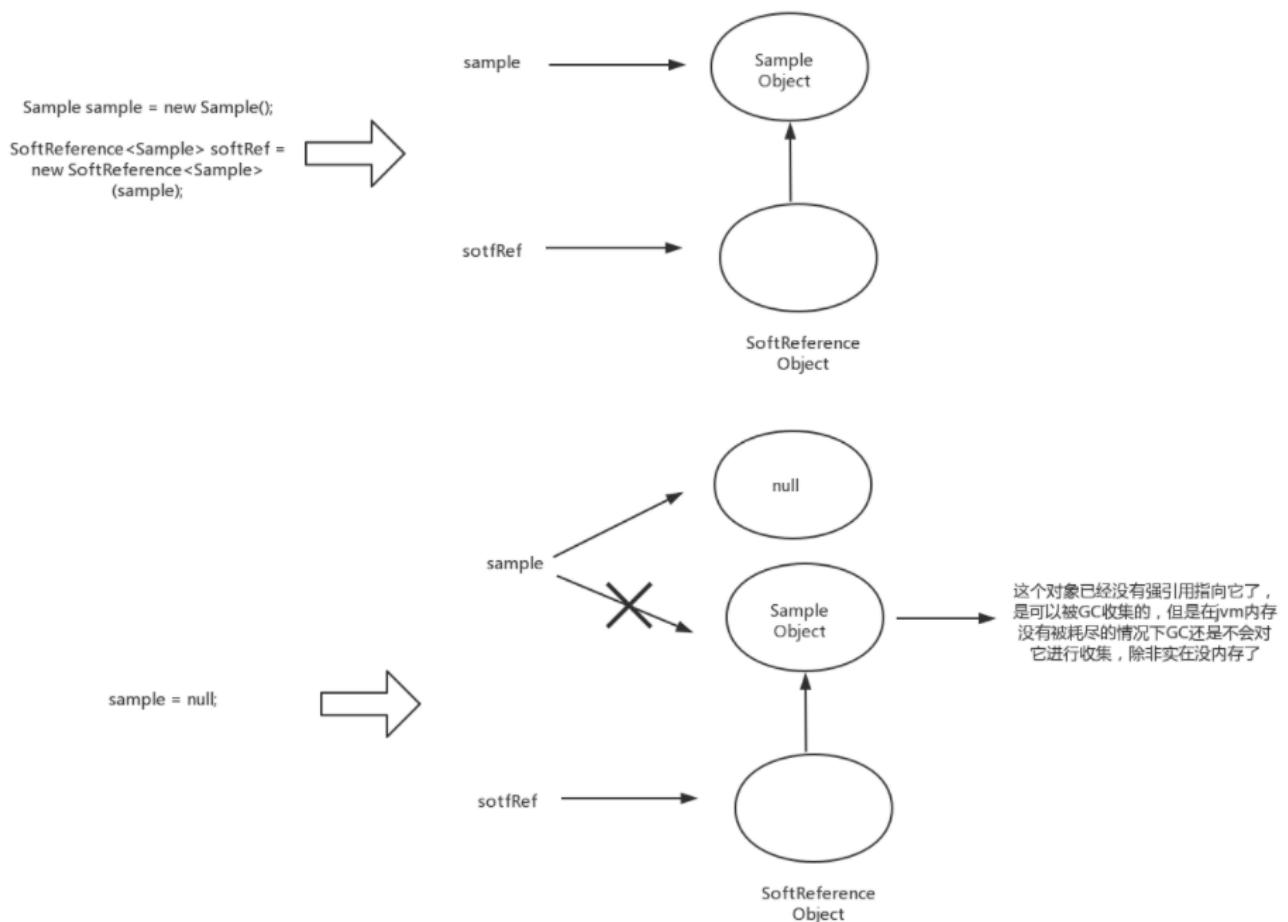 sample
Sample
Object
Sample sample = new Sample();
SoftReference<Sample> softRef =
new SoftReference<Sample>
(sample);
sotfRef
SoftReference
Object
null
sample
Sample
Object
这个对象已经没有强引用指向它了，
是可以被GC收集的，但是在jvm内存
没有被耗尽的情况下GC还是不会对
它进行收集，除非实在没内存了
sample = null;
sotfRef
SoftReference
Object